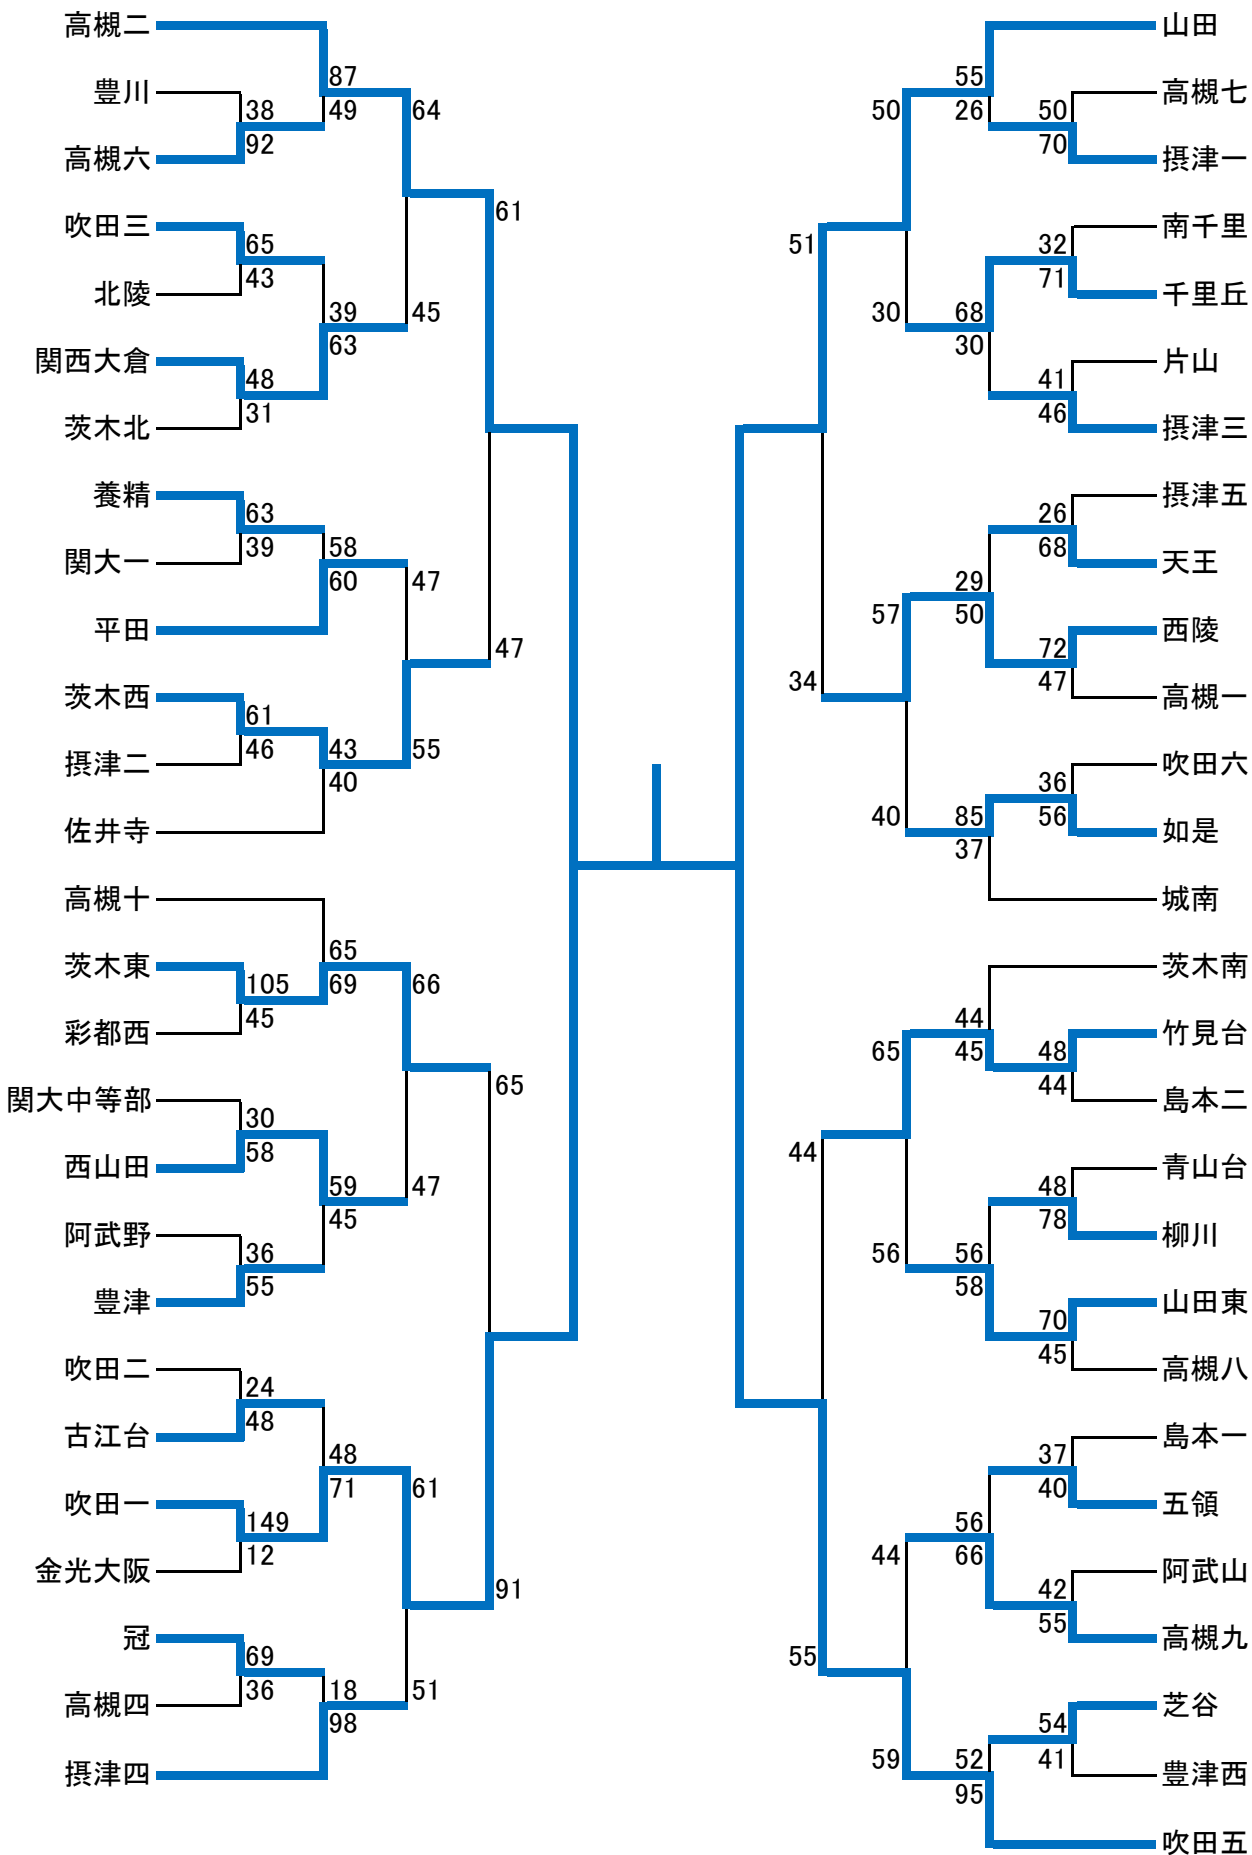 高槻二
87
豊川
38
49
64
高槻六
92
吹田三
65
61
北陵
43
39
45
関西大倉
63
48
茨木北
31
養精
63
関大一
39
58
60
47
平田
47
茨木西
61
摂津二
46
43
55
40
佐井寺
高槻十
65
茨木東
105
69
66
彩都西
45
65
関大中等部
30
西山田
58
59
47
45
阿武野
36
豊津
55
吹田二
24
古江台
48
48
71
61
吹田一
149
金光大阪
12
91
冠
69
高槻四
36
18
51
98
摂津四
山田
55
高槻七
50
26
50
摂津一
70
南千里
32
51
千里丘
71
68
30
30
片山
41
摂津三
46
摂津五
26
天王
68
29
57
50
西陵
72
34
高槻一
47
吹田六
36
如是
56
85
40
37
城南
茨木南
44
竹見台
48
45
65
島本二
44
44
青山台
48
柳川
78
56
56
58
山田東
70
高槻八
45
島本一
37
五領
40
56
44
66
阿武山
42
高槻九
55
55
芝谷
54
豊津西
41
52
59
95
吹田五